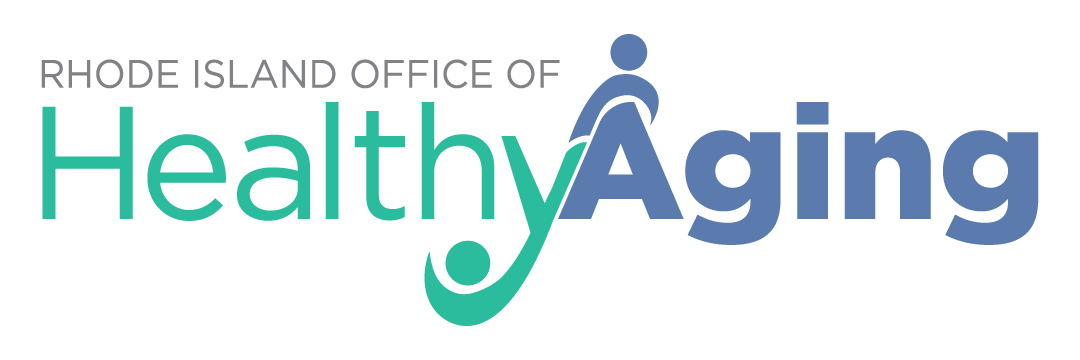 RHODE ISLAND OFFICE OF
HealthyAging